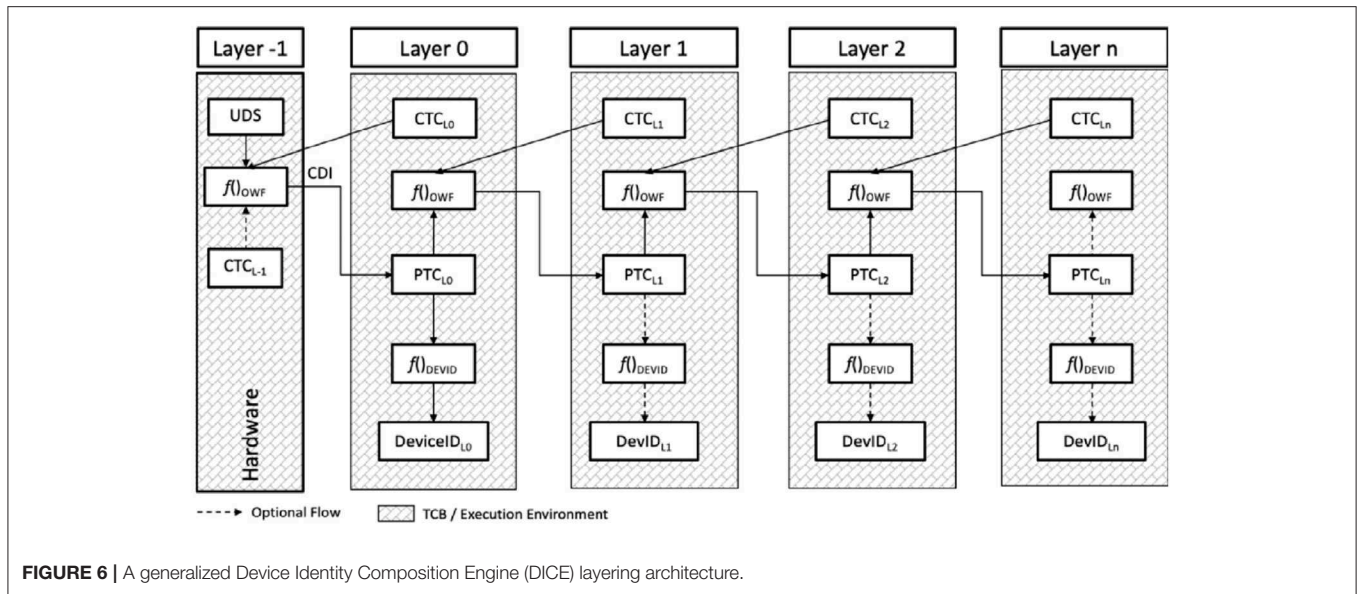 Layer -1
Layer 0
Layer 1
Layer 2
Layer n
UDS
CTC_L0
CTC_L1
CTC_L2
CTC_Ln
f()_OWF
CDI
f()_OWF
f()_OWF
f()_OWF
f()_OWF
CTC_L-1
PTC_L0
PTC_L1
PTC_L2
PTC_Ln
f()_DEVID
f()_DEVID
f()_DEVID
f()_DEVID
Hardware
DeviceID_L0
DevID_L1
DevID_L2
DevID_Ln
Optional Flow
TCB / Execution Environment
FIGURE 6 | A generalized Device Identity Composition Engine (DICE) layering architecture.